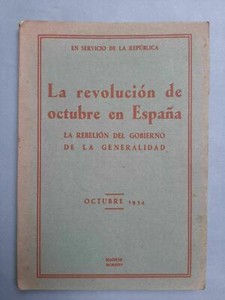 EN SERVICIO DE LA REPÚBLICA
La revolución de
octubre en España
LA REBELIÓN DEL GOBIERNO
DE LA GENERALIDAD
OCTUBRE 1934
MADRID